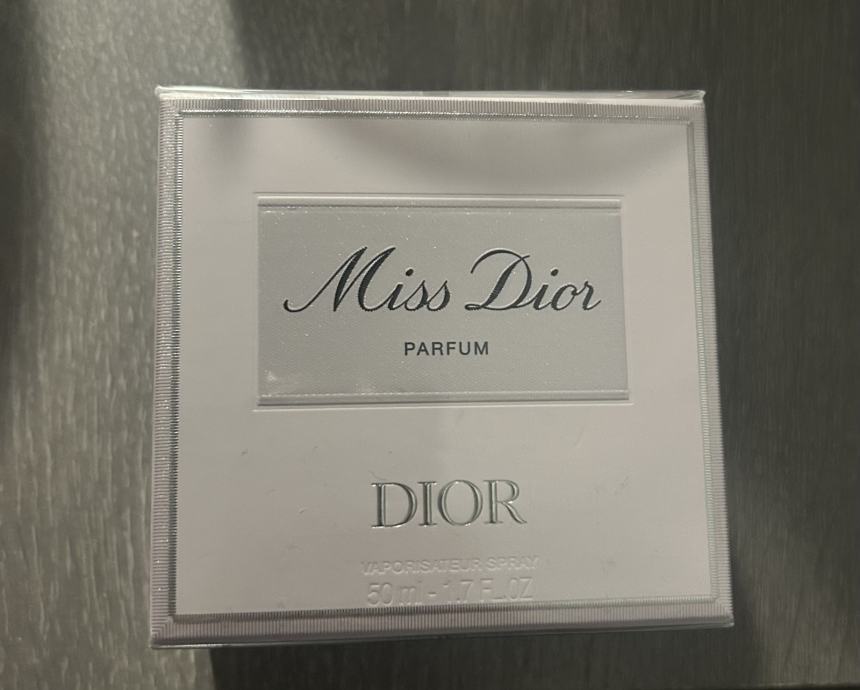 Miss Dior
PARFUM
DIOR
VAPORISATEUR SPRAY
50 ml - 1.7 FL.OZ